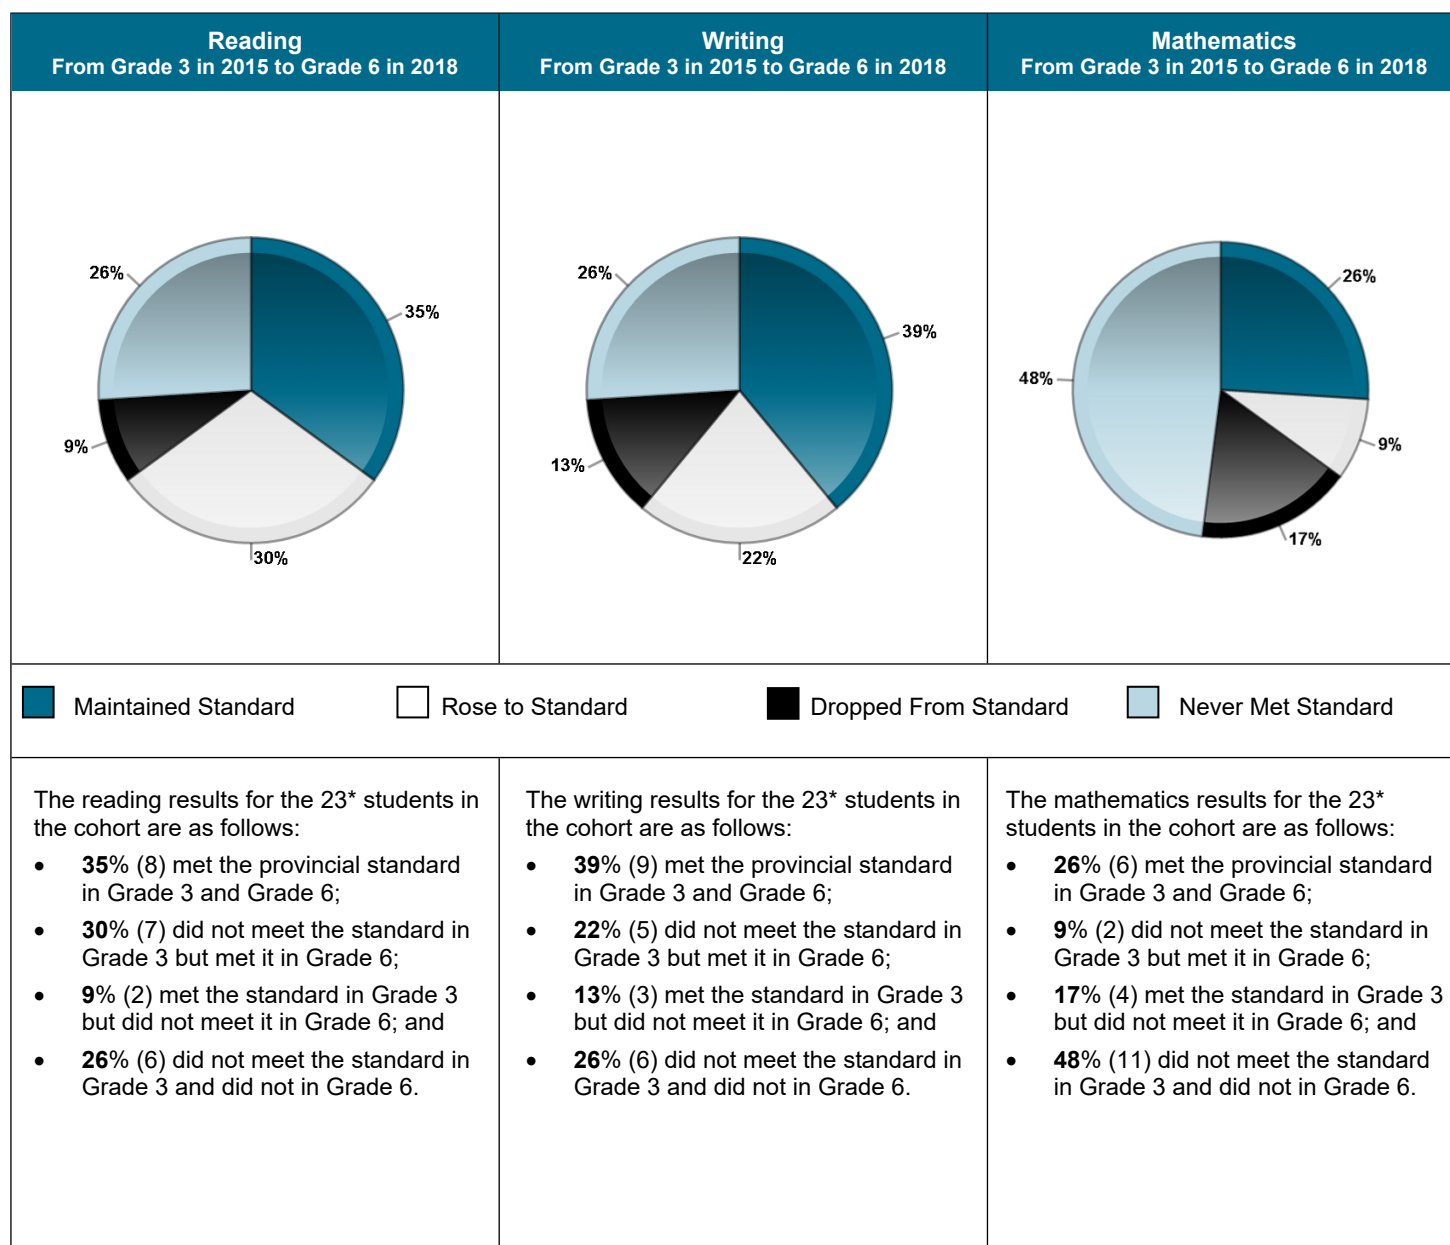 Reading
From Grade 3 in 2015 to Grade 6 in 2018
Writing
From Grade 3 in 2015 to Grade 6 in 2018
Mathematics
From Grade 3 in 2015 to Grade 6 in 2018
26%
35%
9%
30%
26%
39%
13%
22%
26%
48%
9%
17%
Maintained Standard
Rose to Standard
Dropped From Standard
Never Met Standard
The reading results for the 23* students in
the cohort are as follows:
• 35% (8) met the provincial standard
in Grade 3 and Grade 6;
• 30% (7) did not meet the standard in
Grade 3 but met it in Grade 6;
• 9% (2) met the standard in Grade 3
but did not meet it in Grade 6; and
• 26% (6) did not meet the standard in
Grade 3 and did not in Grade 6.
The writing results for the 23* students in
the cohort are as follows:
• 39% (9) met the provincial standard
in Grade 3 and Grade 6;
• 22% (5) did not meet the standard in
Grade 3 but met it in Grade 6;
• 13% (3) met the standard in Grade 3
but did not meet it in Grade 6; and
• 26% (6) did not meet the standard in
Grade 3 and did not in Grade 6.
The mathematics results for the 23*
students in the cohort are as follows:
• 26% (6) met the provincial standard
in Grade 3 and Grade 6;
• 9% (2) did not meet the standard in
Grade 3 but met it in Grade 6;
• 17% (4) met the standard in Grade 3
but did not meet it in Grade 6; and
• 48% (11) did not meet the standard
in Grade 3 and did not in Grade 6.